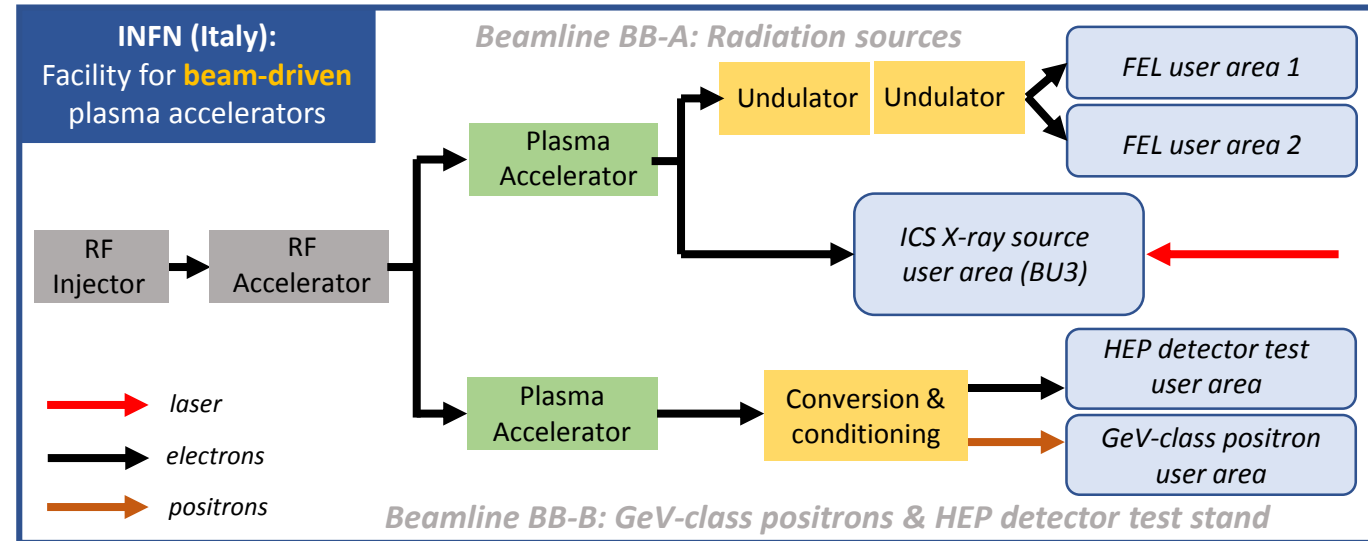 INFN (Italy):
Facility for beam-driven
plasma accelerators
Beamline BB-A: Radiation sources
Undulator
Undulator
FEL user area 1
FEL user area 2
Plasma
Accelerator
ICS X-ray source
user area (BU3)
RF
Injector
RF
Accelerator
Plasma
Accelerator
Conversion &
conditioning
HEP detector test
user area
GeV-class positron
user area
laser
electrons
positrons
Beamline BB-B: GeV-class positrons & HEP detector test stand